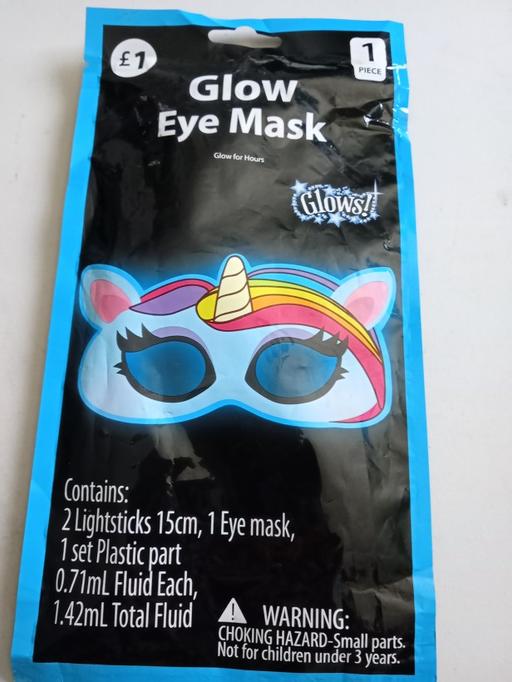 £1
1
PIECE
Glow
Eye Mask
Glow for Hours
Glows!
Contains:
2 Lightsticks 15cm, 1 Eye mask,
1 set Plastic part
0.71mL Fluid Each,
1.42mL Total Fluid
WARNING:
CHOKING HAZARD-Small parts.
Not for children under 3 years.